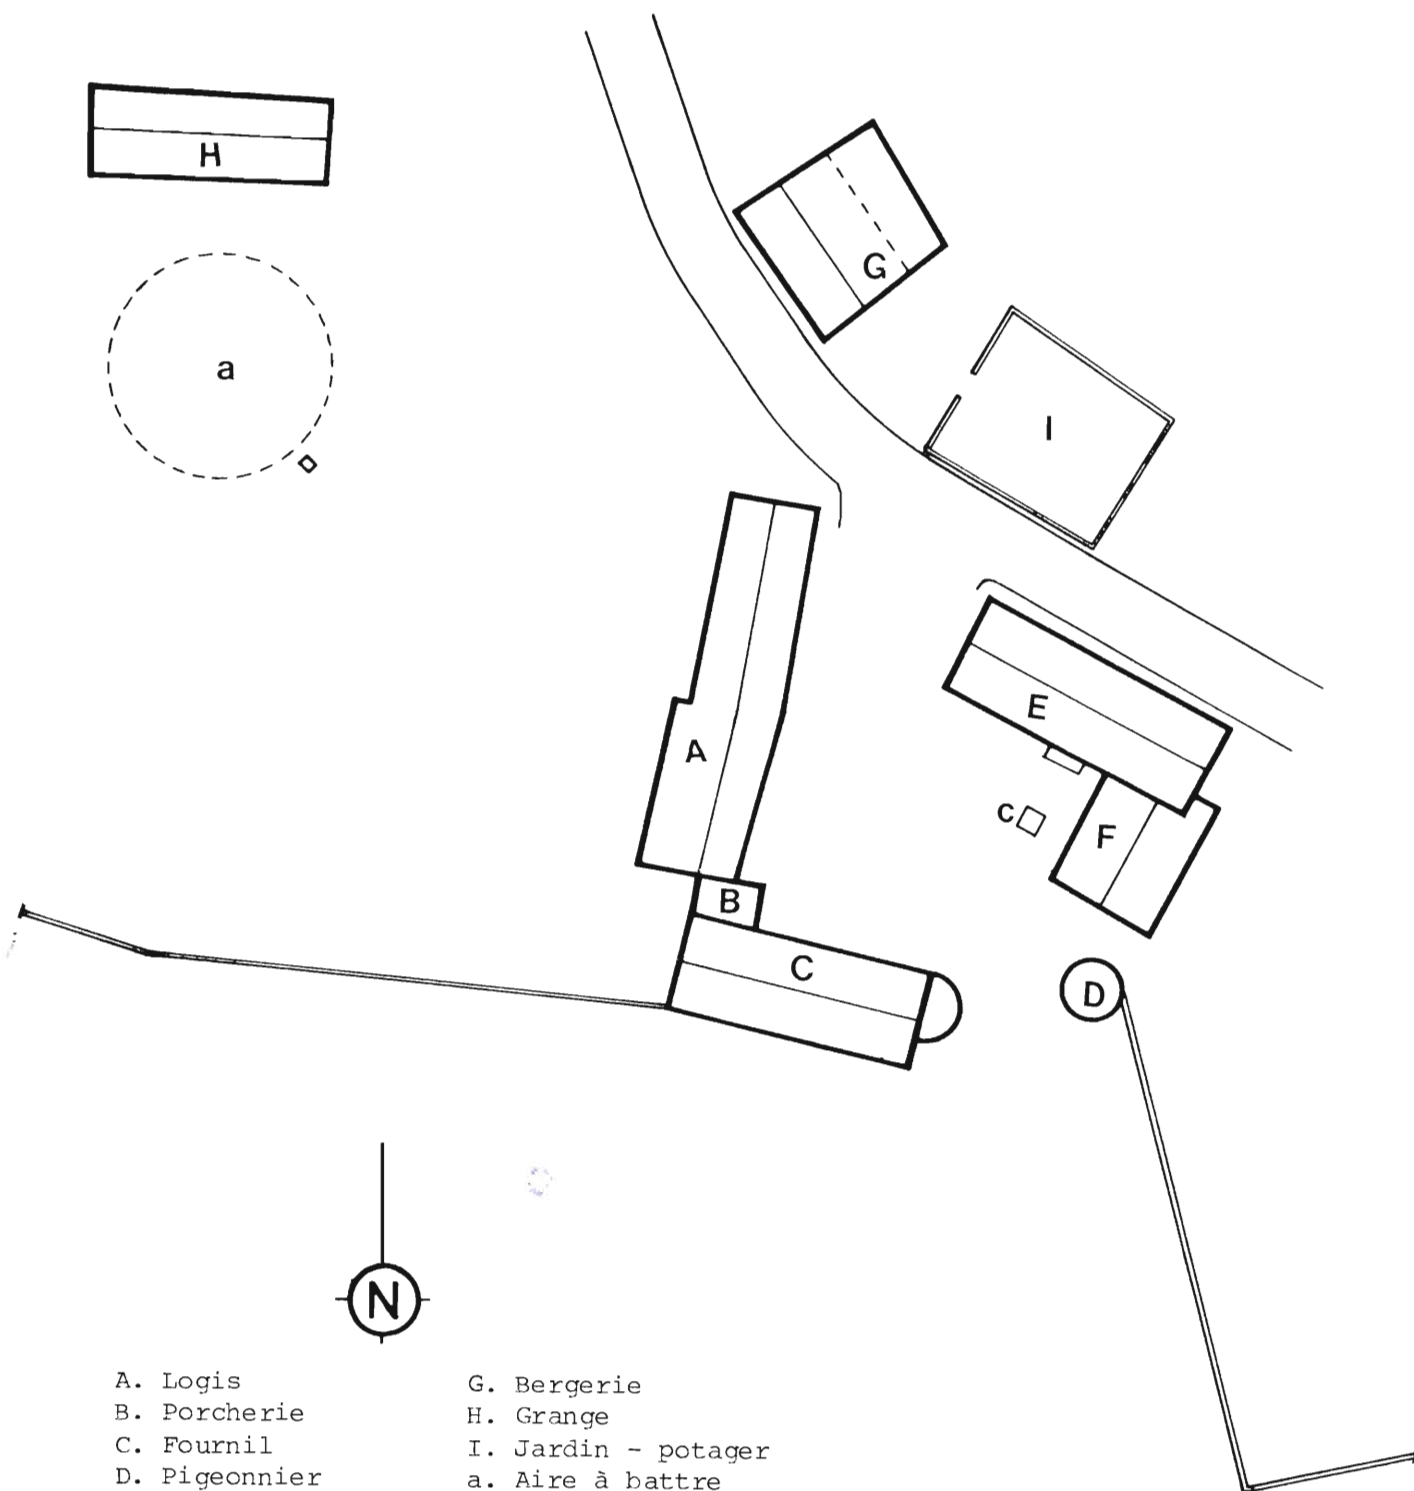 H
G
a
I
A
E
c
F
B
C
D
N
A. Logis
B. Porcherie
C. Fournil
D. Pigeonnier
G. Bergerie
H. Grange
I. Jardin - potager
a. Aire à battre